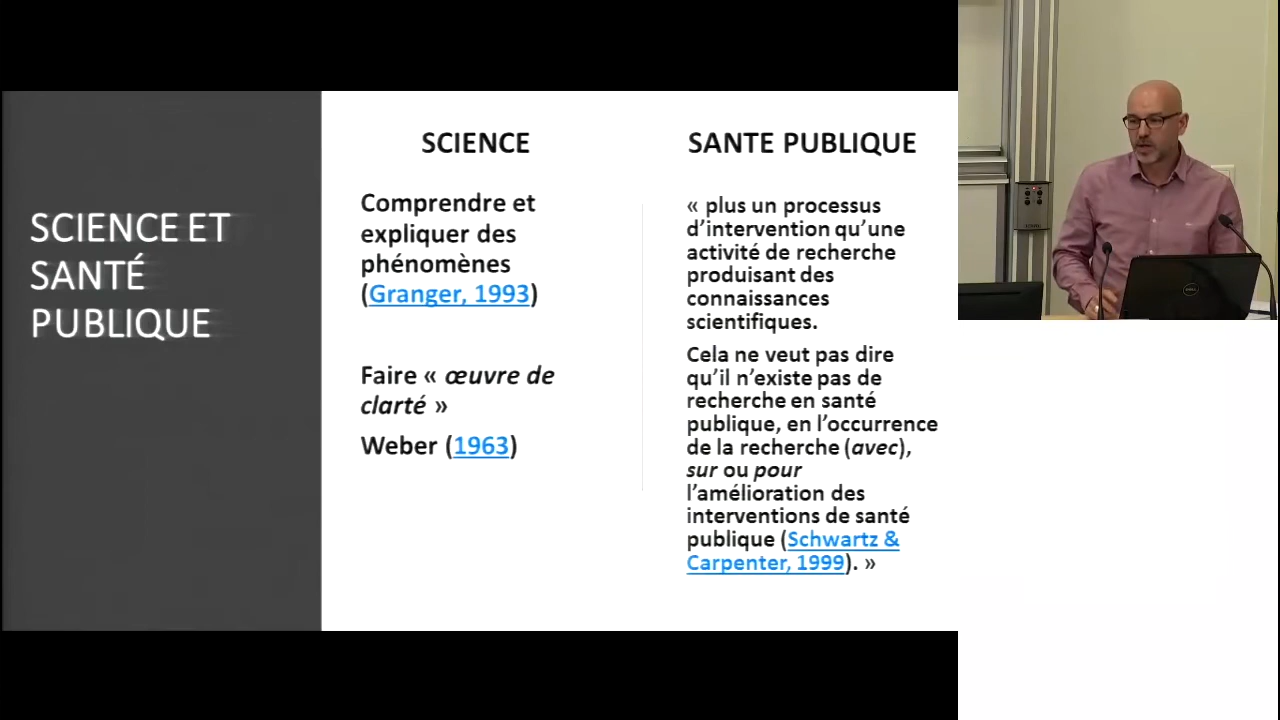 SCIENCE ET
SANTÉ
PUBLIQUE
SCIENCE
Comprendre et
expliquer des
phénomènes
(Granger, 1993)
Faire « œuvre de
clarté »
Weber (1963)
SANTE PUBLIQUE
« plus un processus
d’intervention qu’une
activité de recherche
produisant des
connaissances
scientifiques.
Cela ne veut pas dire
qu’il n’existe pas de
recherche en santé
publique, en l’occurrence
de la recherche (avec),
sur ou pour
l’amélioration des
interventions de santé
publique (Schwartz &
Carpenter, 1999). »
DELL